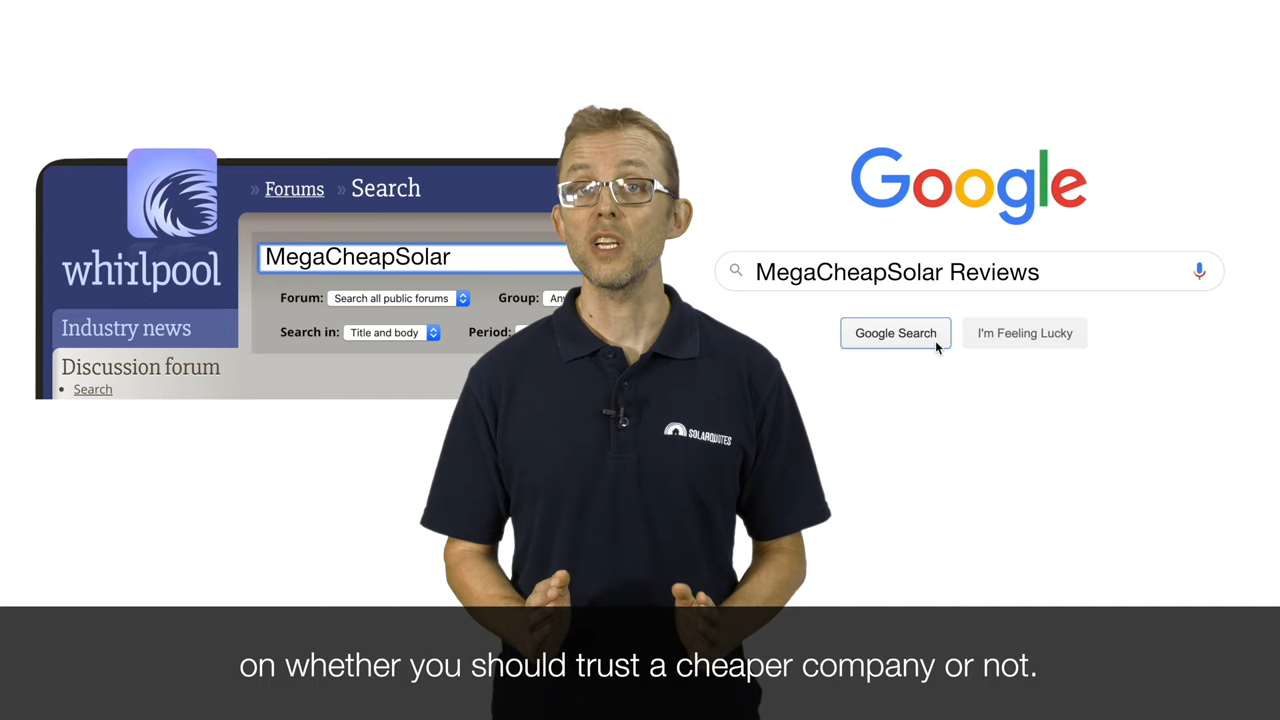 » Forums » Search
whirlpool
MegaCheapSolar
Forum: Search all public forums Group:
Search in: Title and body Period:
Industry news
Discussion forum
• Search
Google
MegaCheapSolar Reviews
Google Search I'm Feeling Lucky
SOLARQUOTES
on whether you should trust a cheaper company or not.